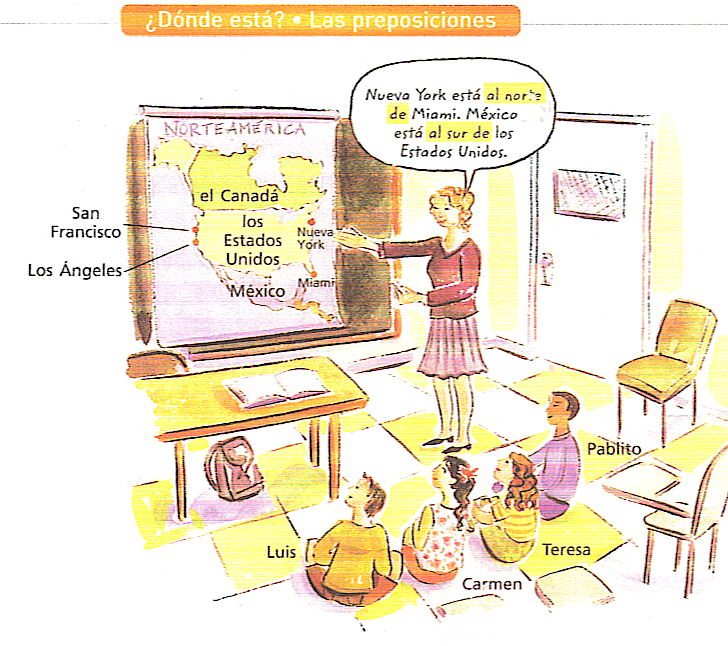 ¿Dónde está? • Las preposiciones
Nueva York está al norte
de Miami. México
está al sur de los
Estados Unidos.
NORTEAMÉRICA
el Canadá
San
Francisco
los
Estados
Unidos
Nueva
York
Los Ángeles
México
Miami
Pablito
Luis
Teresa
Carmen